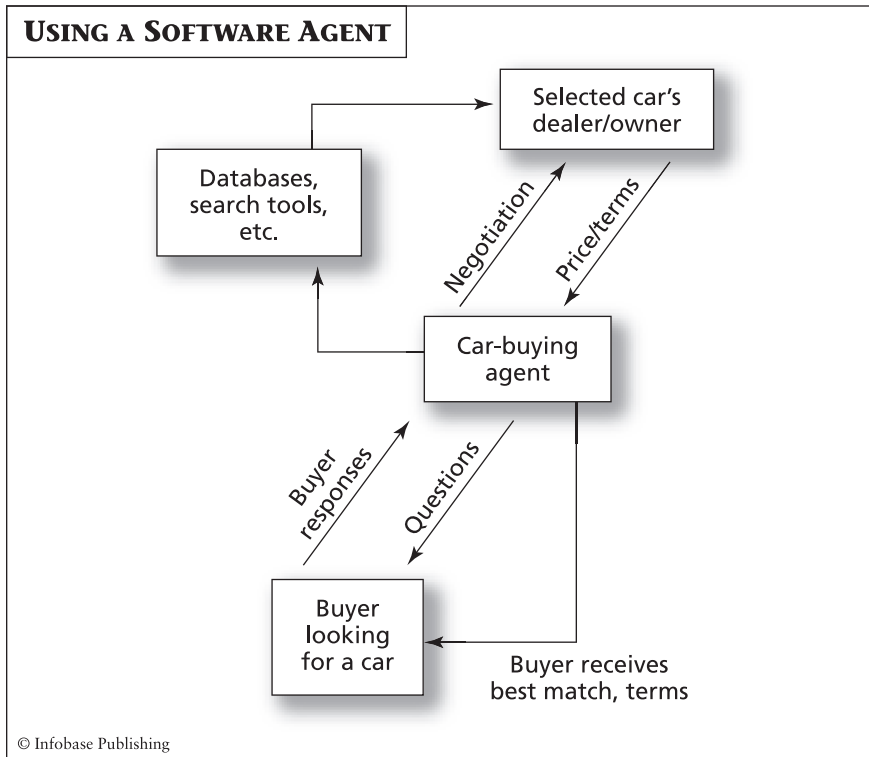 USING A SOFTWARE AGENT
Selected car's
dealer/owner
Databases,
search tools,
etc.
Negotiation
Price/terms
Car-buying
agent
Buyer
responses
Questions
Buyer
looking
for a car
Buyer receives
best match, terms
© Infobase Publishing